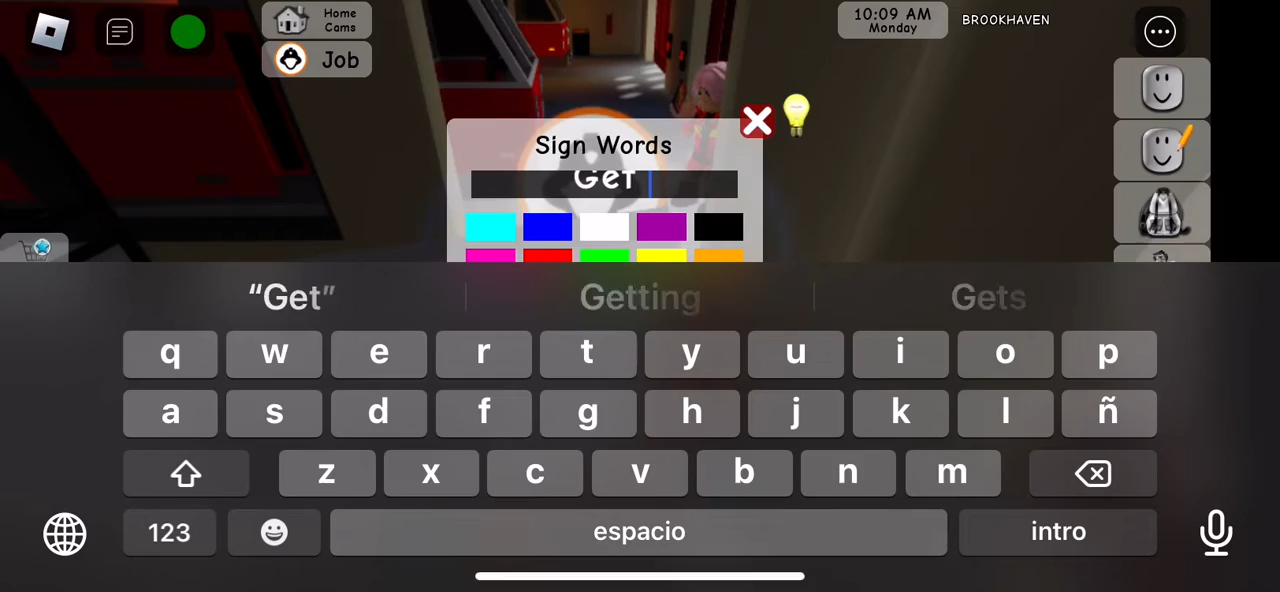 Home
Cams
Job
10:09 AM
Monday
BROOKHAVEN
Sign Words
Get
“Get”
Getting
Gets
q w e r t y u i o p
a s d f g h j k l ñ
z x c v b n m
123
espacio
intro